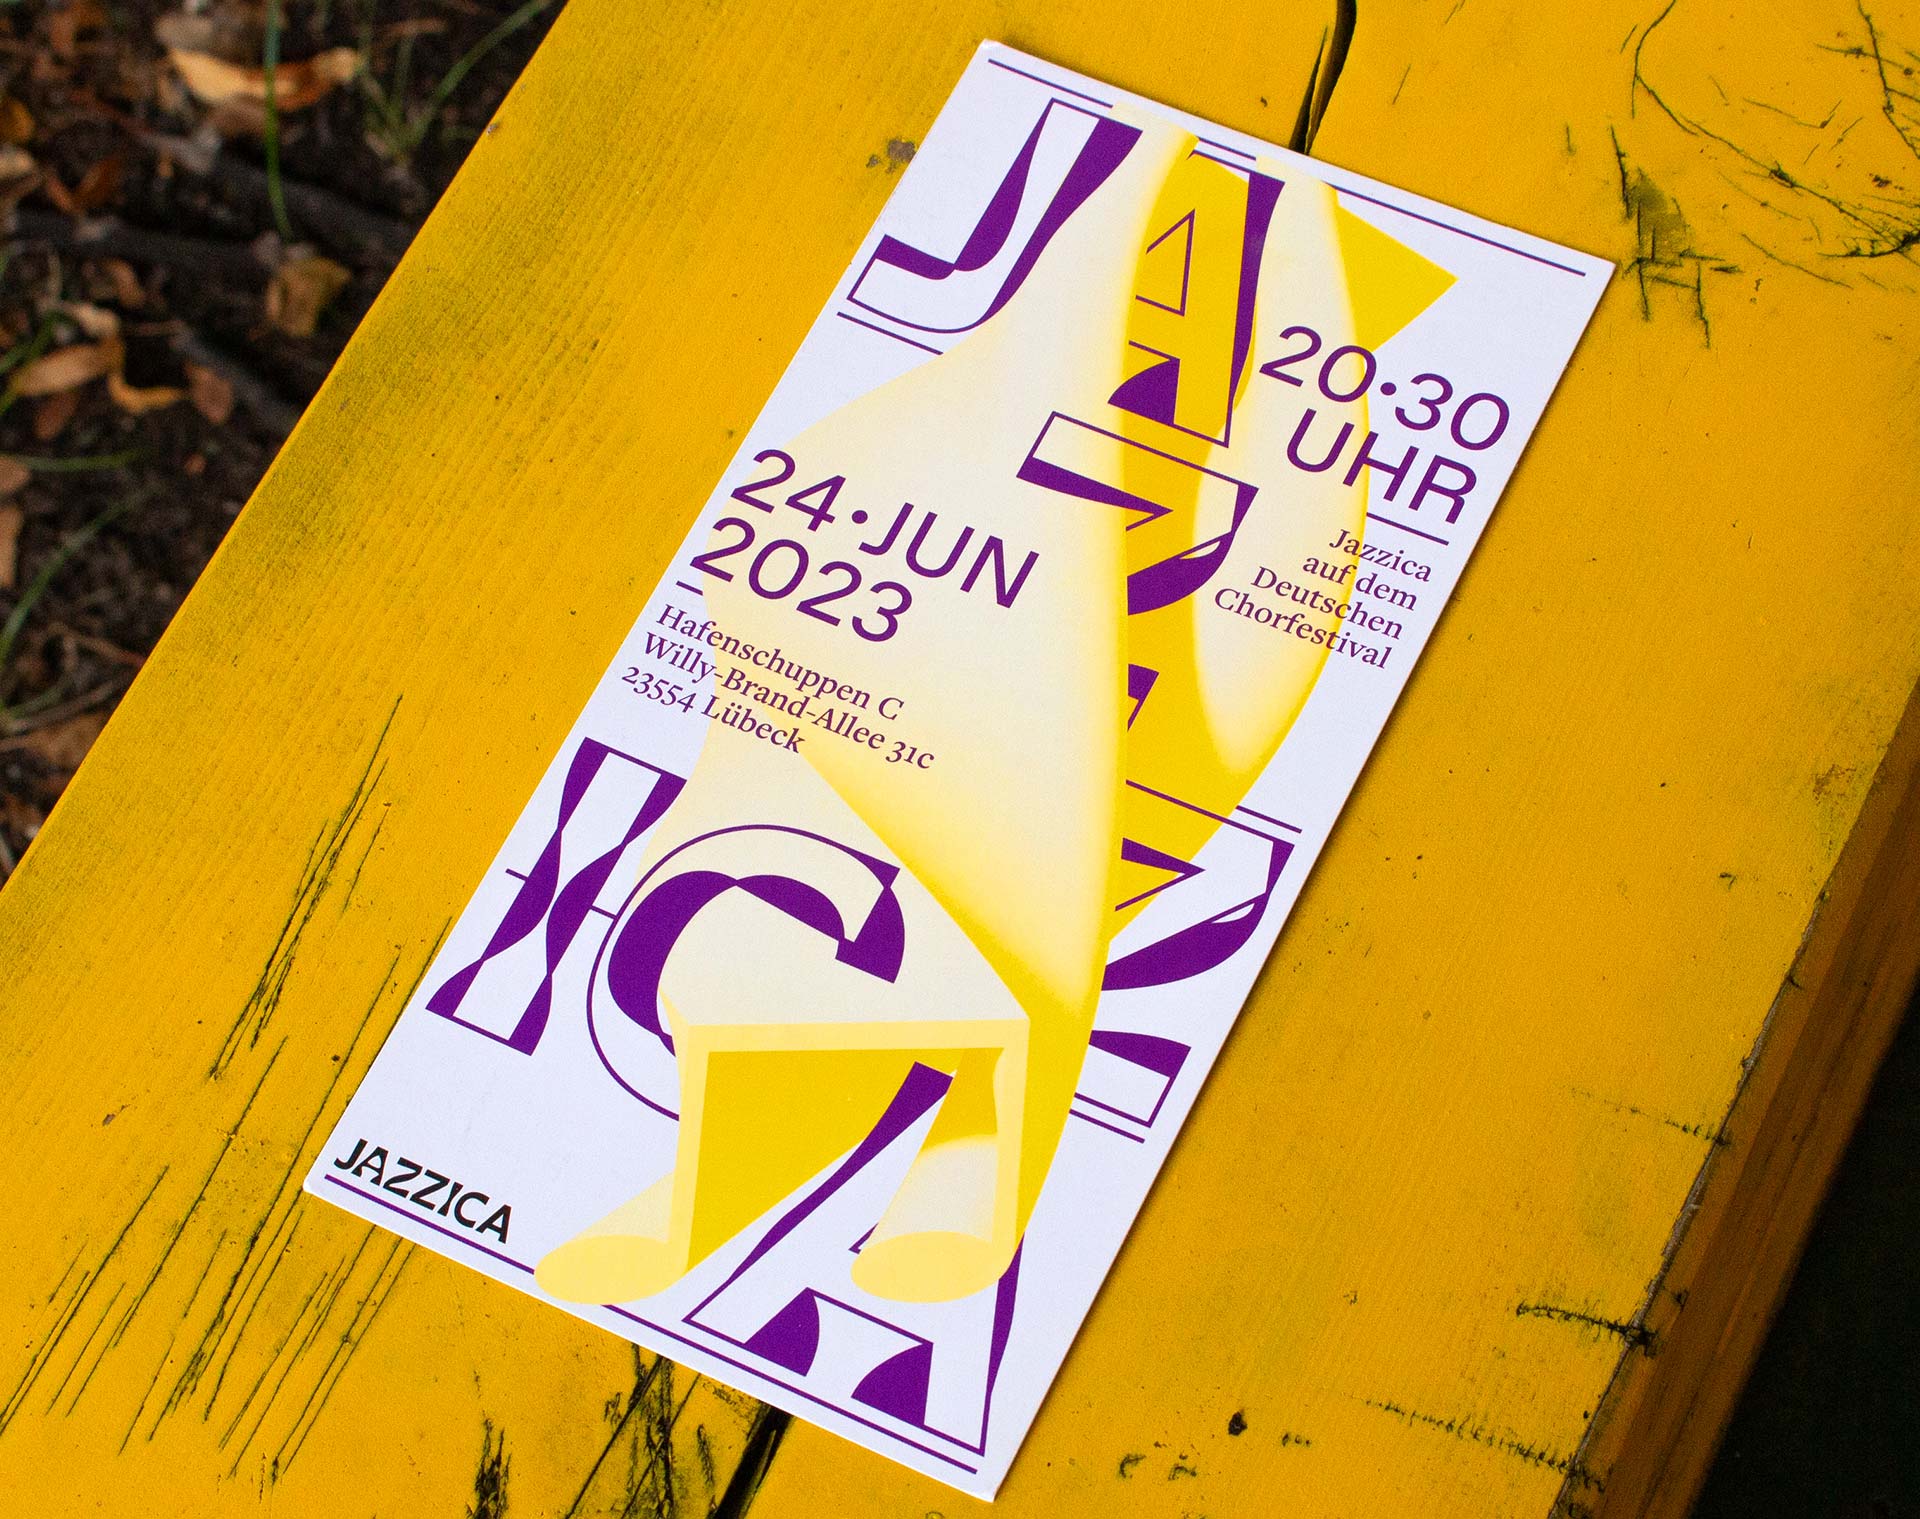 JAZZICA
20·30
UHR
Jazzica
auf dem
Deutschen
Chorfestival
24·JUN
2023
Hafenschuppen C
Willy-Brand-Allee 31c
23554 Lübeck
JAZZICA